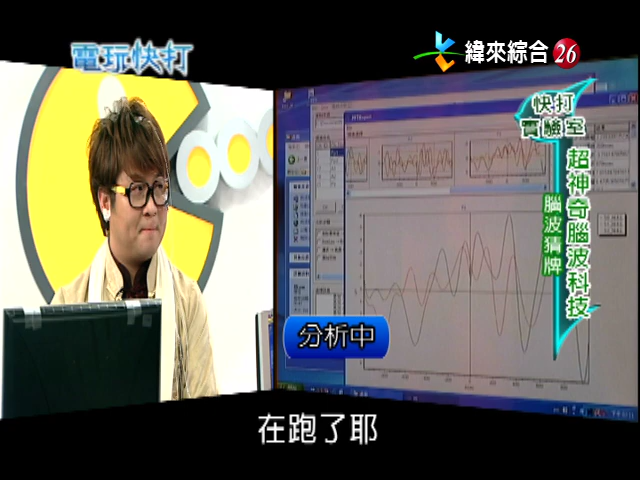 電玩快打
緯來綜合 26
快打
實驗室
超神奇腦波科技
腦波猜牌
分析中
在跑了耶